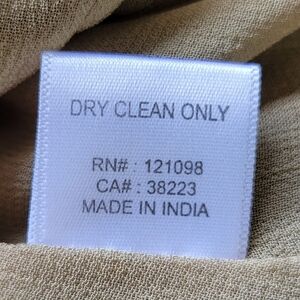 DRY CLEAN ONLY
RN# : 121098
CA# : 38223
MADE IN INDIA